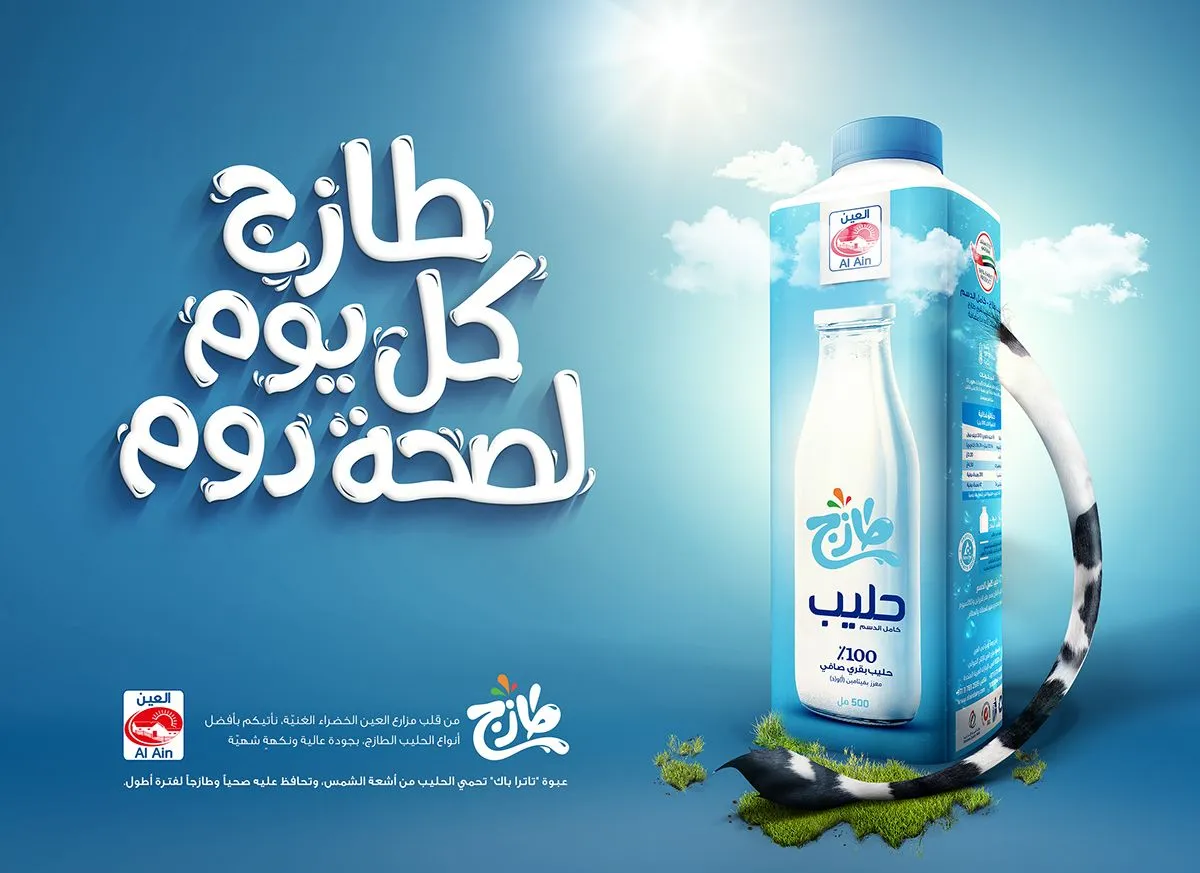 طازج
كل يوم
لصحة دوم
العين
Al Ain
طازج
حليب
كامل الدسم
100٪
حليب بقري صافي
معزز بفيتامين (أ) و(د)
500 مل
طازج
من قلب مزارع العين الخضراء الغنيّة، نأتيكم بأفضل
أنواع الحليب الطازج، بجودة عالية ونكهة شهيّة
العين
Al Ain
عبوة "تاترا باك" تحمي الحليب من أشعة الشمس، وتحافظ عليه صحياً وطازجاً لفترة أطول.